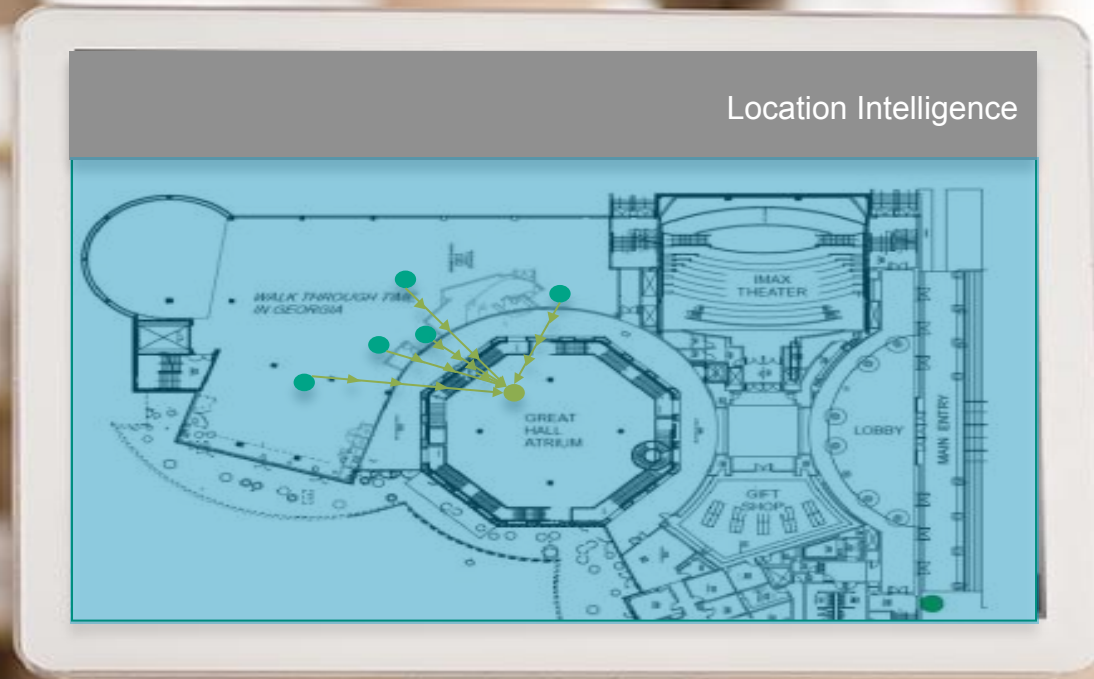 Location Intelligence
WALK THROUGH TIME
IN GEORGIA
IMAX
THEATER
GREAT
HALL
ATRIUM
LOBBY
MAIN ENTRY
GIFT
SHOP